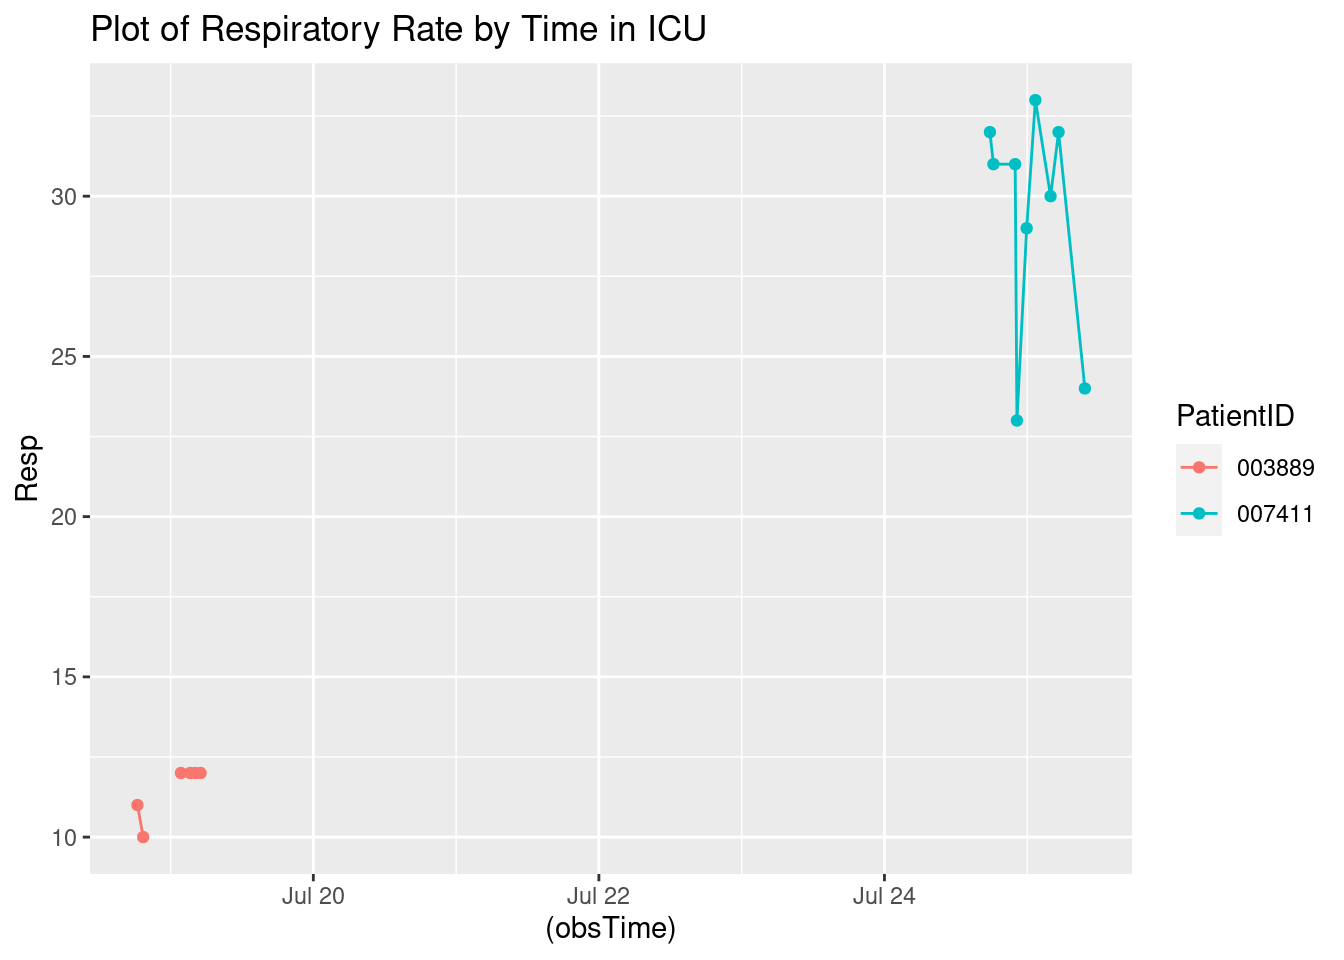 Plot of Respiratory Rate by Time in ICU
30
25
20
15
10
Resp
Jul 20
Jul 22
Jul 24
(obsTime)
PatientID
003889
007411